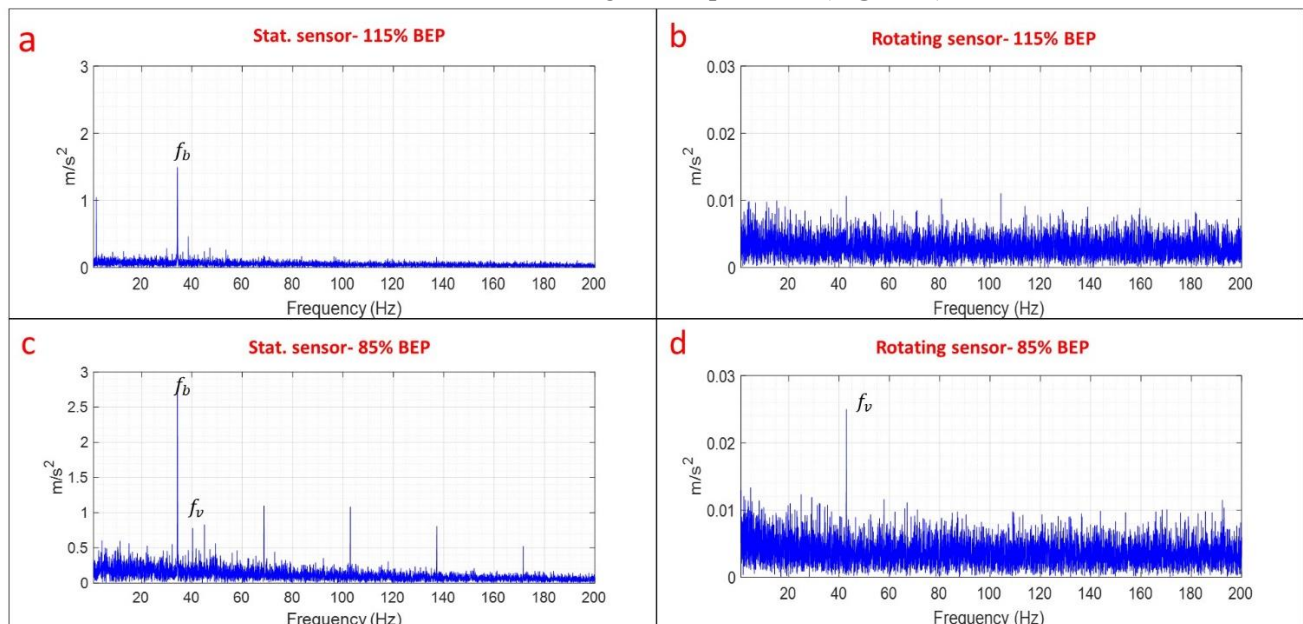 a
Stat. sensor- 115% BEP
3
2
1
0
m/s²
f_b
20 40 60 80 100 120 140 160 180 200
Frequency (Hz)
b
Rotating sensor- 115% BEP
0.03
0.02
0.01
0
m/s²
20 40 60 80 100 120 140 160 180 200
Frequency (Hz)
c
Stat. sensor- 85% BEP
3
2.5
2
1.5
1
0.5
0
m/s²
f_b
f_v
20 40 60 80 100 120 140 160 180 200
Frequency (Hz)
d
Rotating sensor- 85% BEP
0.03
0.02
0.01
0
m/s²
f_v
20 40 60 80 100 120 140 160 180 200
Frequency (Hz)